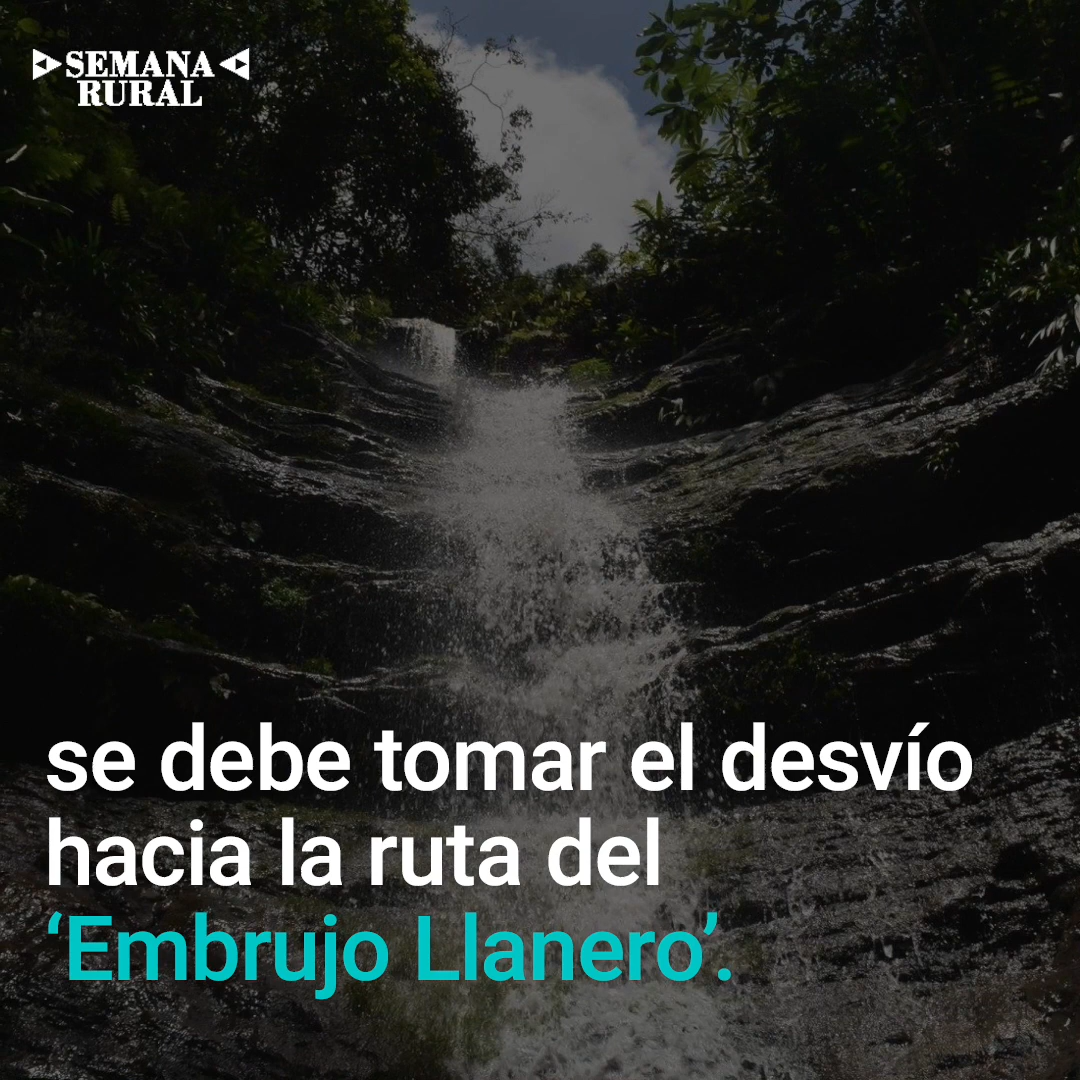 SEMANA
RURAL
se debe tomar el desvío
hacia la ruta del
‘Embrujo Llanero’.